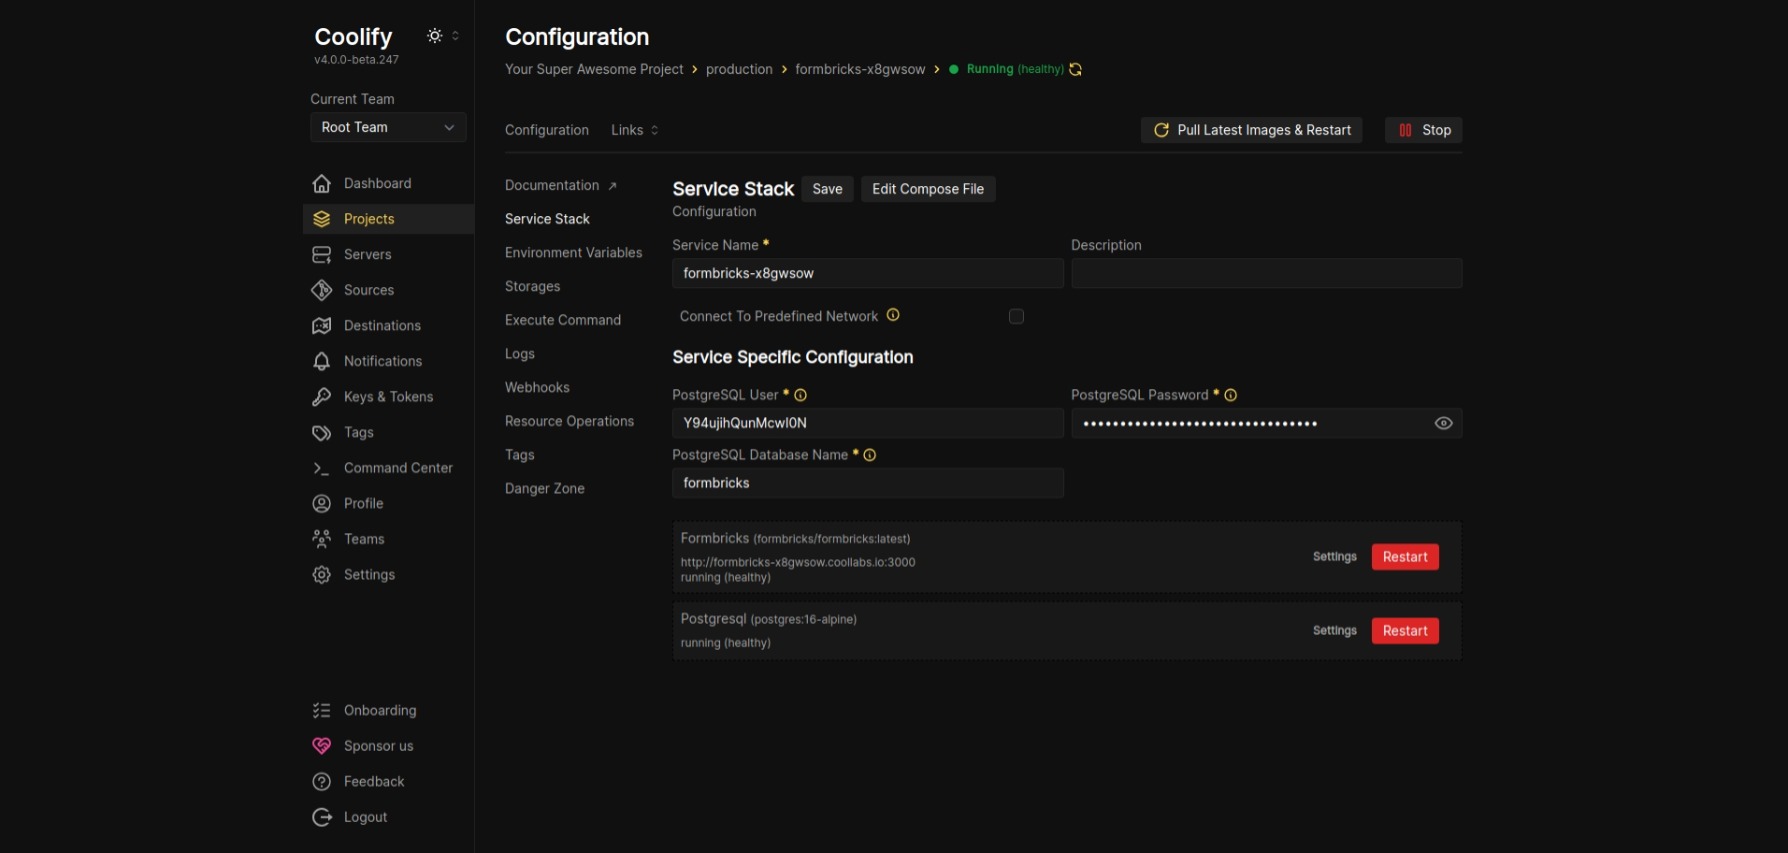 Coolify
v4.0.0-beta.247
Current Team
Root Team
Dashboard
Projects
Servers
Sources
Destinations
Notifications
Keys & Tokens
Tags
Command Center
Profile
Teams
Settings
Onboarding
Sponsor us
Feedback
Logout
Configuration
Your Super Awesome Project > production > formbricks-x8gwsow > Running (healthy)
Configuration Links
Pull Latest Images & Restart Stop
Documentation ↗
Service Stack
Environment Variables
Storages
Execute Command
Logs
Webhooks
Resource Operations
Tags
Danger Zone
Service Stack Save Edit Compose File
Configuration
Service Name * Description
formbricks-x8gwsow
Connect To Predefined Network
Service Specific Configuration
PostgreSQL User * PostgreSQL Password *
Y94ujihQunMcwI0N ••••••••••••••••••••••••••••••••
PostgreSQL Database Name *
formbricks
Formbricks (formbricks/formbricks:latest)
http://formbricks-x8gwsow.coollabs.io:3000
running (healthy)
Settings Restart
Postgresql (postgres:16-alpine)
running (healthy)
Settings Restart